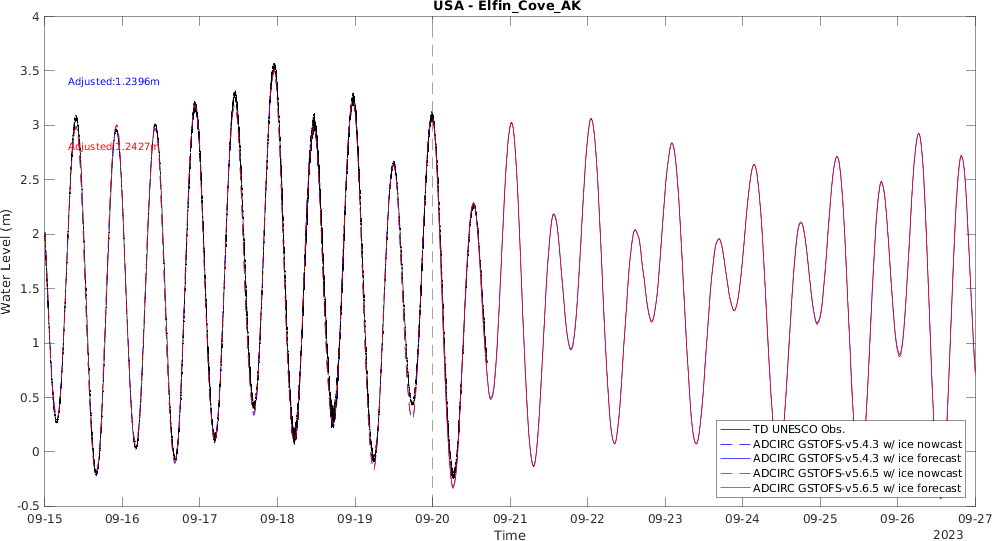 USA - Elfin_Cove_AK
4
3.5
3
2.5
2
1.5
1
0.5
0
-0.5
Water Level (m)
Adjusted:1.2396m
Adjusted:1.2427m
TD UNESCO Obs.
ADCIRC GSTOFS-v5.4.3 w/ ice nowcast
ADCIRC GSTOFS-v5.4.3 w/ ice forecast
ADCIRC GSTOFS-v5.6.5 w/ ice nowcast
ADCIRC GSTOFS-v5.6.5 w/ ice forecast
09-15 09-16 09-17 09-18 09-19 09-20 09-21 09-22 09-23 09-24 09-25 09-26 09-27
Time
2023